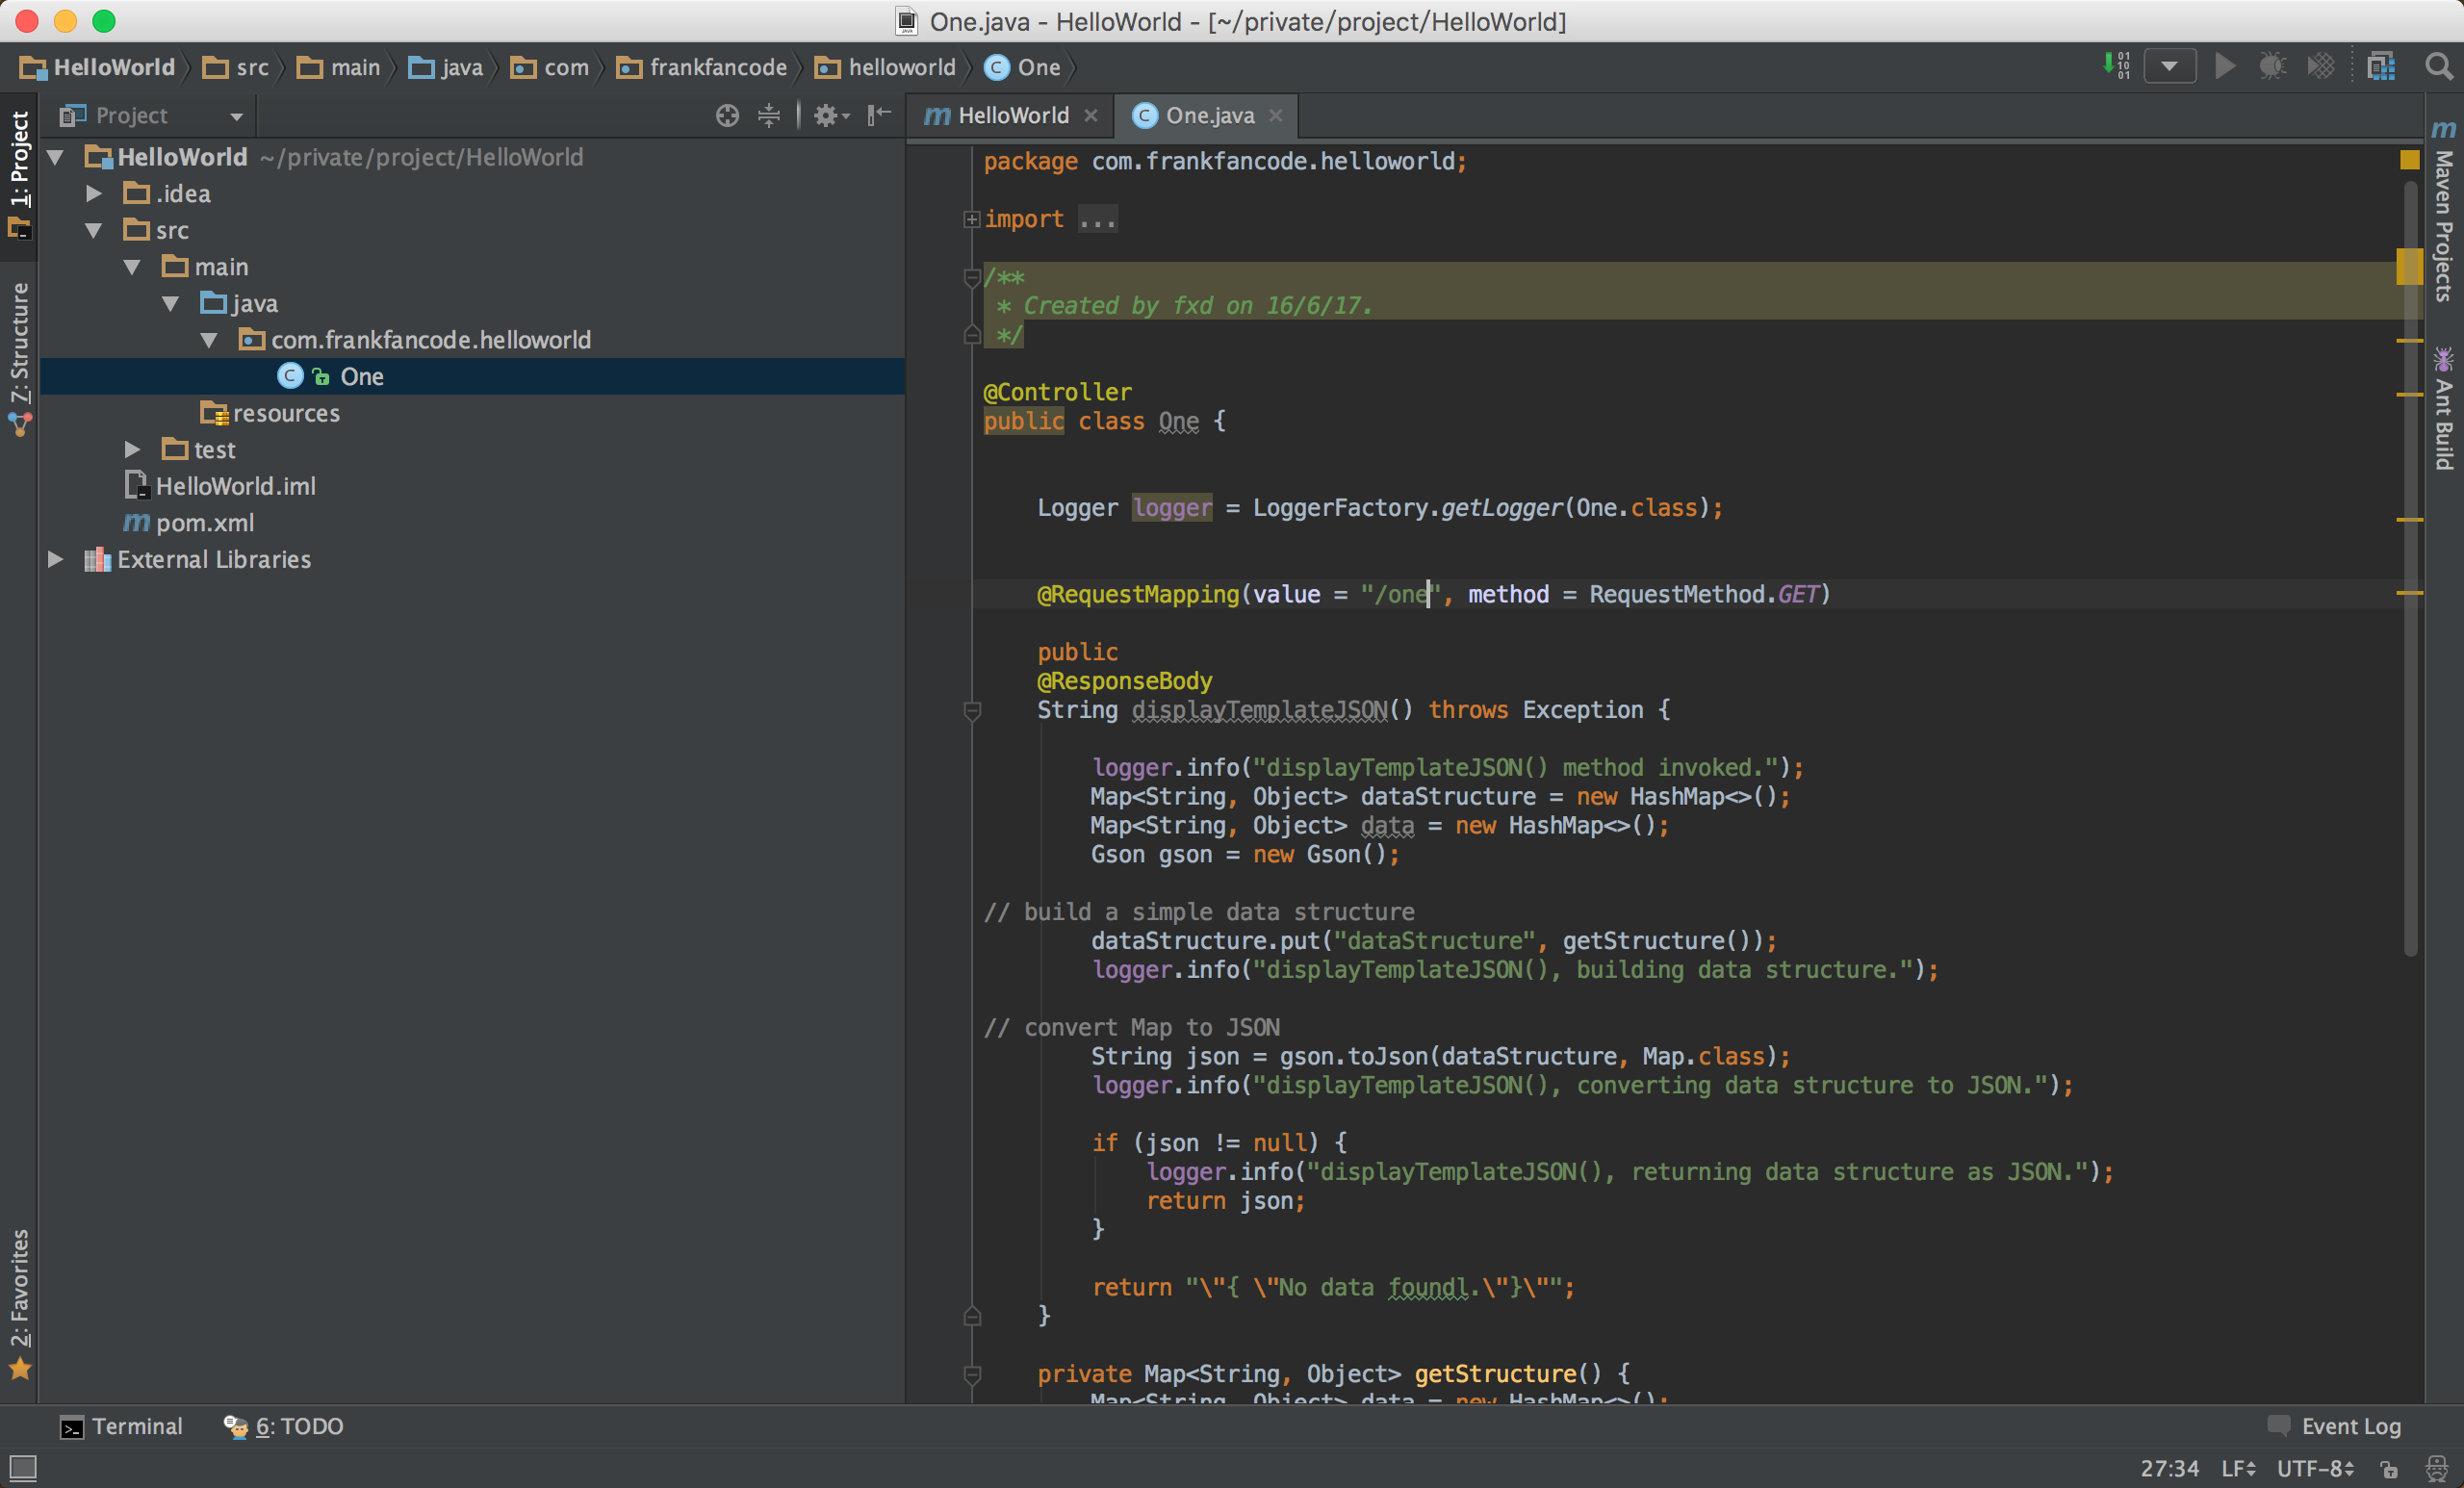 One.java - HelloWorld - [~/private/project/HelloWorld]
HelloWorld src main java com frankfancode helloworld One
1: Project
7: Structure
2: Favorites
Project
HelloWorld ~/private/project/HelloWorld
.idea
src
main
java
com.frankfancode.helloworld
One
resources
test
HelloWorld.iml
pom.xml
External Libraries
HelloWorld One.java
package com.frankfancode.helloworld;
import ...
/**
* Created by fxd on 16/6/17.
*/
@Controller
public class One {
Logger logger = LoggerFactory.getLogger(One.class);
@RequestMapping(value = "/one", method = RequestMethod.GET)
public
@ResponseBody
String displayTemplateJSON() throws Exception {
logger.info("displayTemplateJSON() method invoked.");
Map<String, Object> dataStructure = new HashMap<>();
Map<String, Object> data = new HashMap<>();
Gson gson = new Gson();
// build a simple data structure
dataStructure.put("dataStructure", getStructure());
logger.info("displayTemplateJSON(), building data structure.");
// convert Map to JSON
String json = gson.toJson(dataStructure, Map.class);
logger.info("displayTemplateJSON(), converting data structure to JSON.");
if (json != null) {
logger.info("displayTemplateJSON(), returning data structure as JSON.");
return json;
}
return "\"{ \"No data foundl.\"}\"";
}
private Map<String, Object> getStructure() {
Map<String, Object> data = new HashMap<>();
Maven Projects
Ant Build
Terminal 6: TODO Event Log
27:34 LF UTF-8